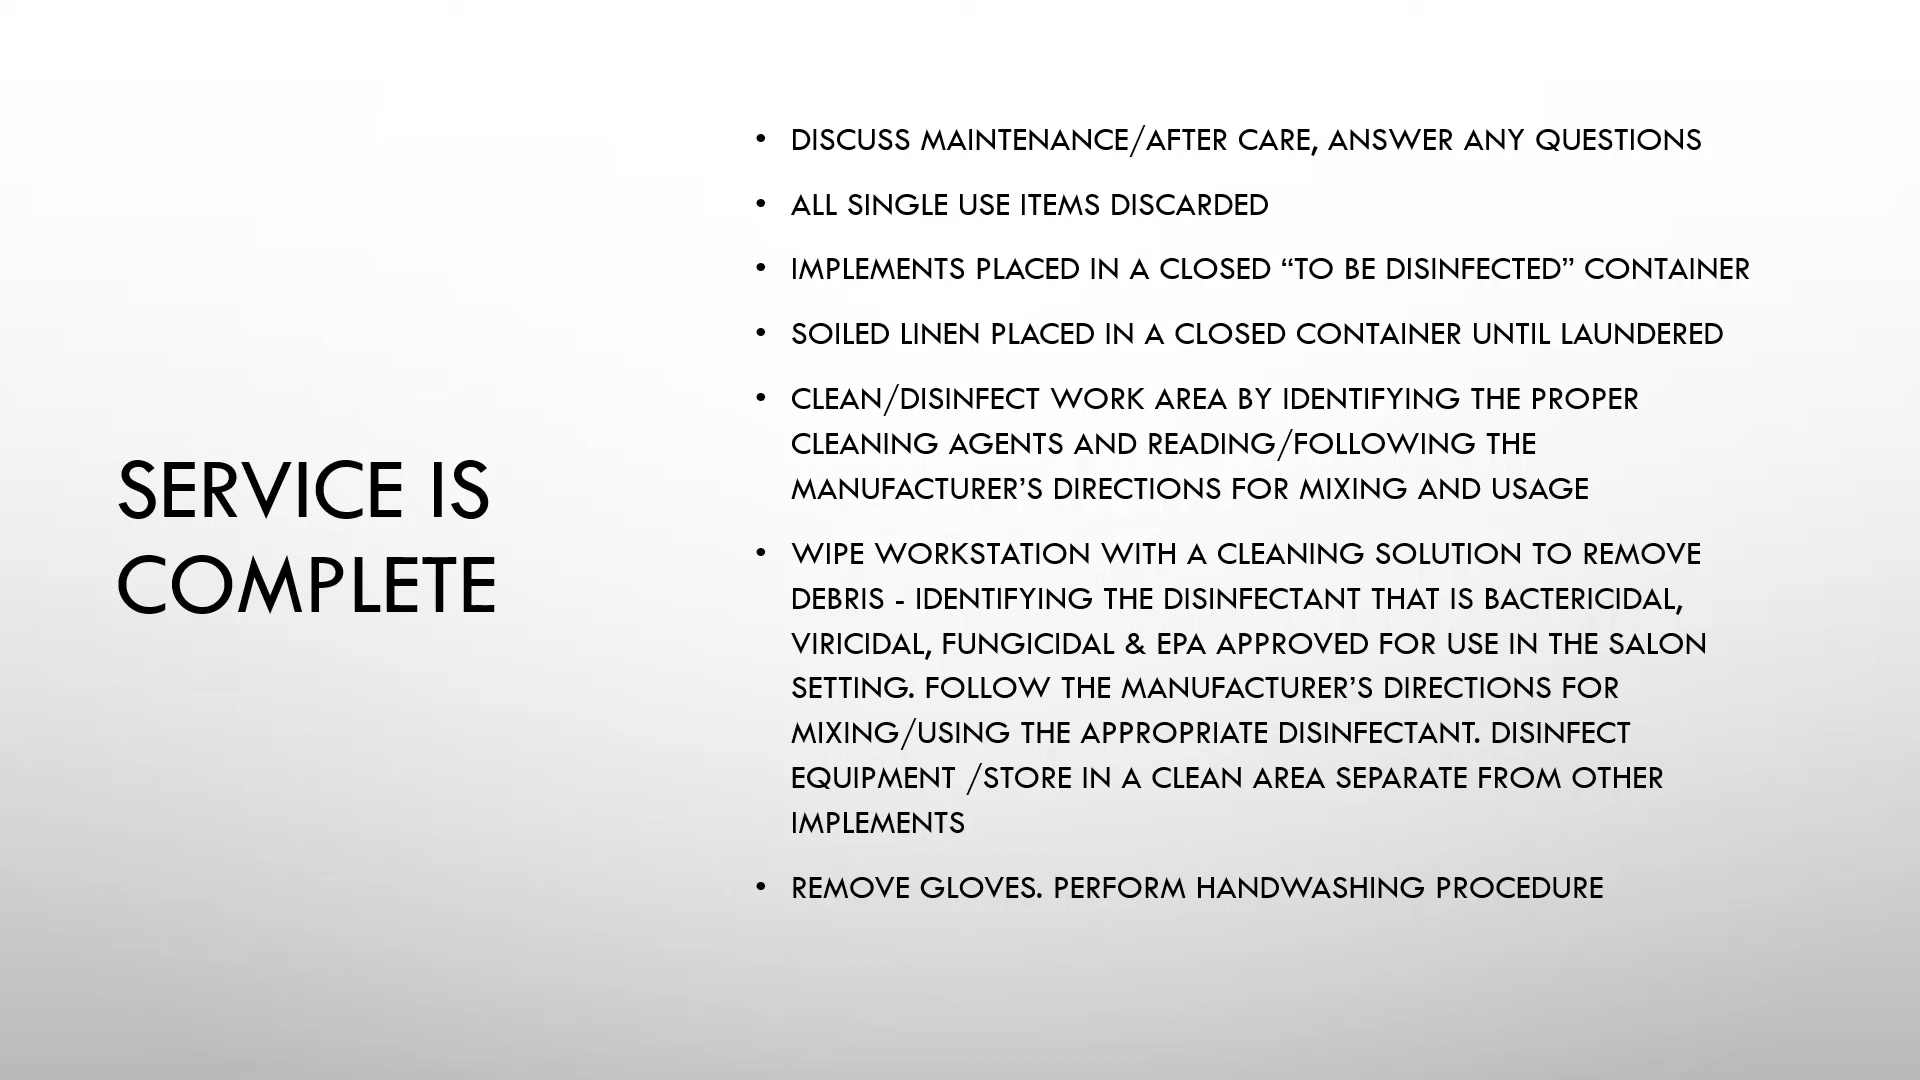 SERVICE IS
COMPLETE
• DISCUSS MAINTENANCE/AFTER CARE, ANSWER ANY QUESTIONS
• ALL SINGLE USE ITEMS DISCARDED
• IMPLEMENTS PLACED IN A CLOSED “TO BE DISINFECTED” CONTAINER
• SOILED LINEN PLACED IN A CLOSED CONTAINER UNTIL LAUNDERED
• CLEAN/DISINFECT WORK AREA BY IDENTIFYING THE PROPER
CLEANING AGENTS AND READING/FOLLOWING THE
MANUFACTURER’S DIRECTIONS FOR MIXING AND USAGE
• WIPE WORKSTATION WITH A CLEANING SOLUTION TO REMOVE
DEBRIS - IDENTIFYING THE DISINFECTANT THAT IS BACTERICIDAL,
VIRICIDAL, FUNGICIDAL & EPA APPROVED FOR USE IN THE SALON
SETTING. FOLLOW THE MANUFACTURER’S DIRECTIONS FOR
MIXING/USING THE APPROPRIATE DISINFECTANT. DISINFECT
EQUIPMENT /STORE IN A CLEAN AREA SEPARATE FROM OTHER
IMPLEMENTS
• REMOVE GLOVES. PERFORM HANDWASHING PROCEDURE